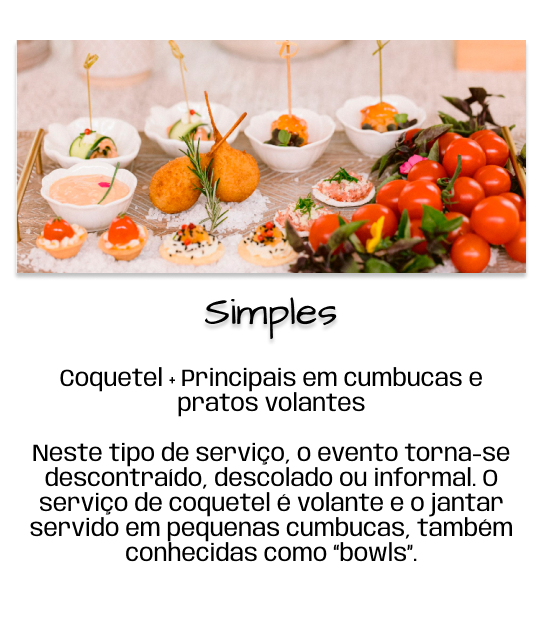 Simples
Coquetel + Principais em cumbucas e
pratos volantes
Neste tipo de serviço, o evento torna-se
descontraído, descolado ou informal. O
serviço de coquetel é volante e o jantar
servido em pequenas cumbucas, também
conhecidas como "bowls".